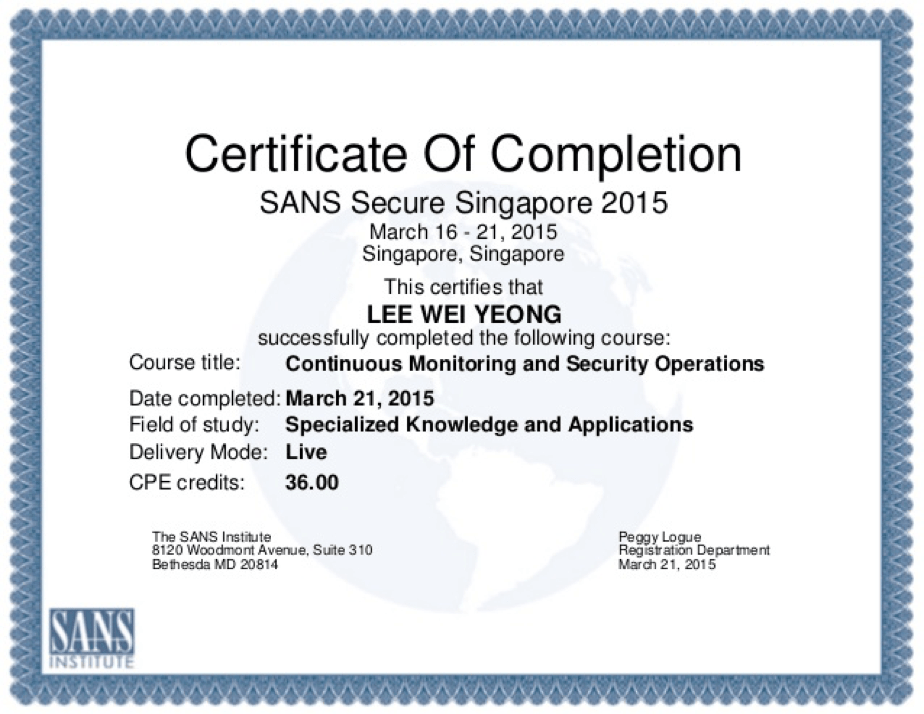 Certificate Of Completion
SANS Secure Singapore 2015
March 16 - 21, 2015
Singapore, Singapore
This certifies that
LEE WEI YEONG
successfully completed the following course:
Course title: Continuous Monitoring and Security Operations
Date completed: March 21, 2015
Field of study: Specialized Knowledge and Applications
Delivery Mode: Live
CPE credits: 36.00
The SANS Institute
8120 Woodmont Avenue, Suite 310
Bethesda MD 20814
Peggy Logue
Registration Department
March 21, 2015
SANS
INSTITUTE